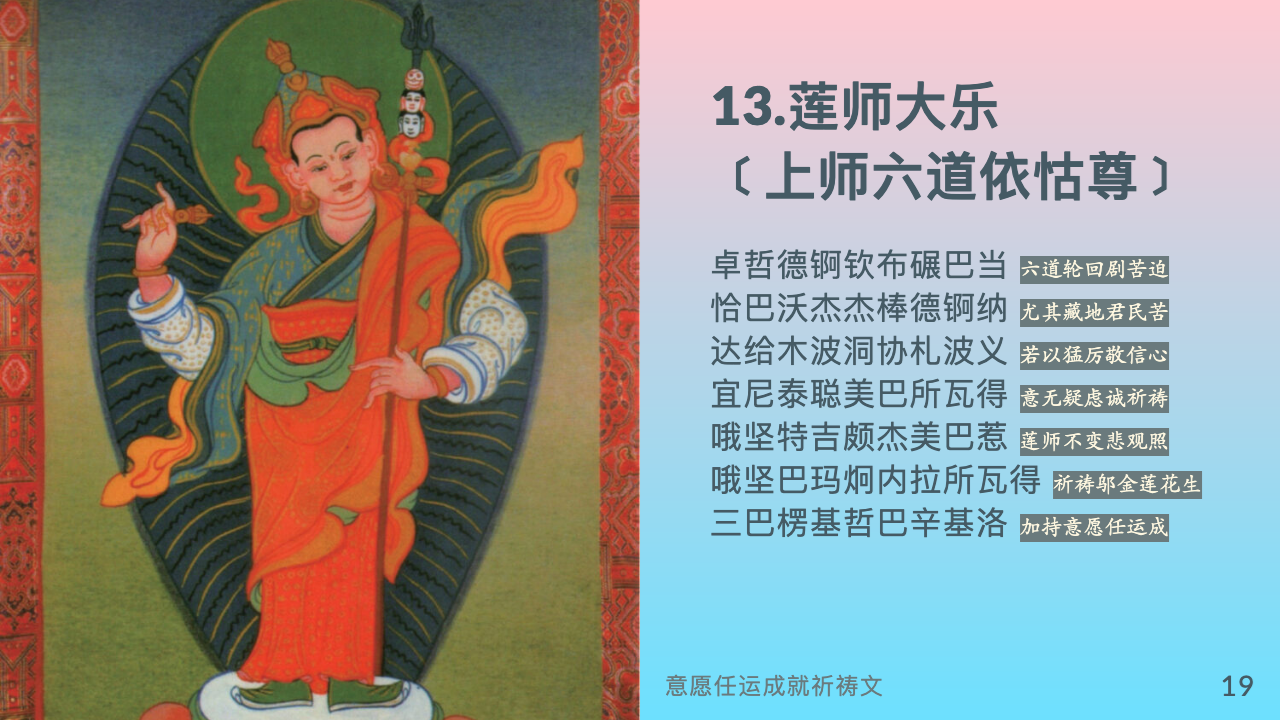 13.莲师大乐
﹝上师六道依怙尊﹞
卓哲德锕钦布碾巴当 六道轮回剧苦迫
恰巴沃杰杰棒德锕纳 尤其藏地君民苦
达给木波洞协札波义 若以猛厉敬信心
宜尼泰聪美巴所瓦得 意无疑虑诚祈祷
哦坚特吉颇杰美巴惹 莲师不变悲观照
哦坚巴玛炯内拉所瓦得 祈祷邬金莲花生
三巴楞基哲巴辛基洛 加持意愿任运成
意愿任运成就祈祷文
19